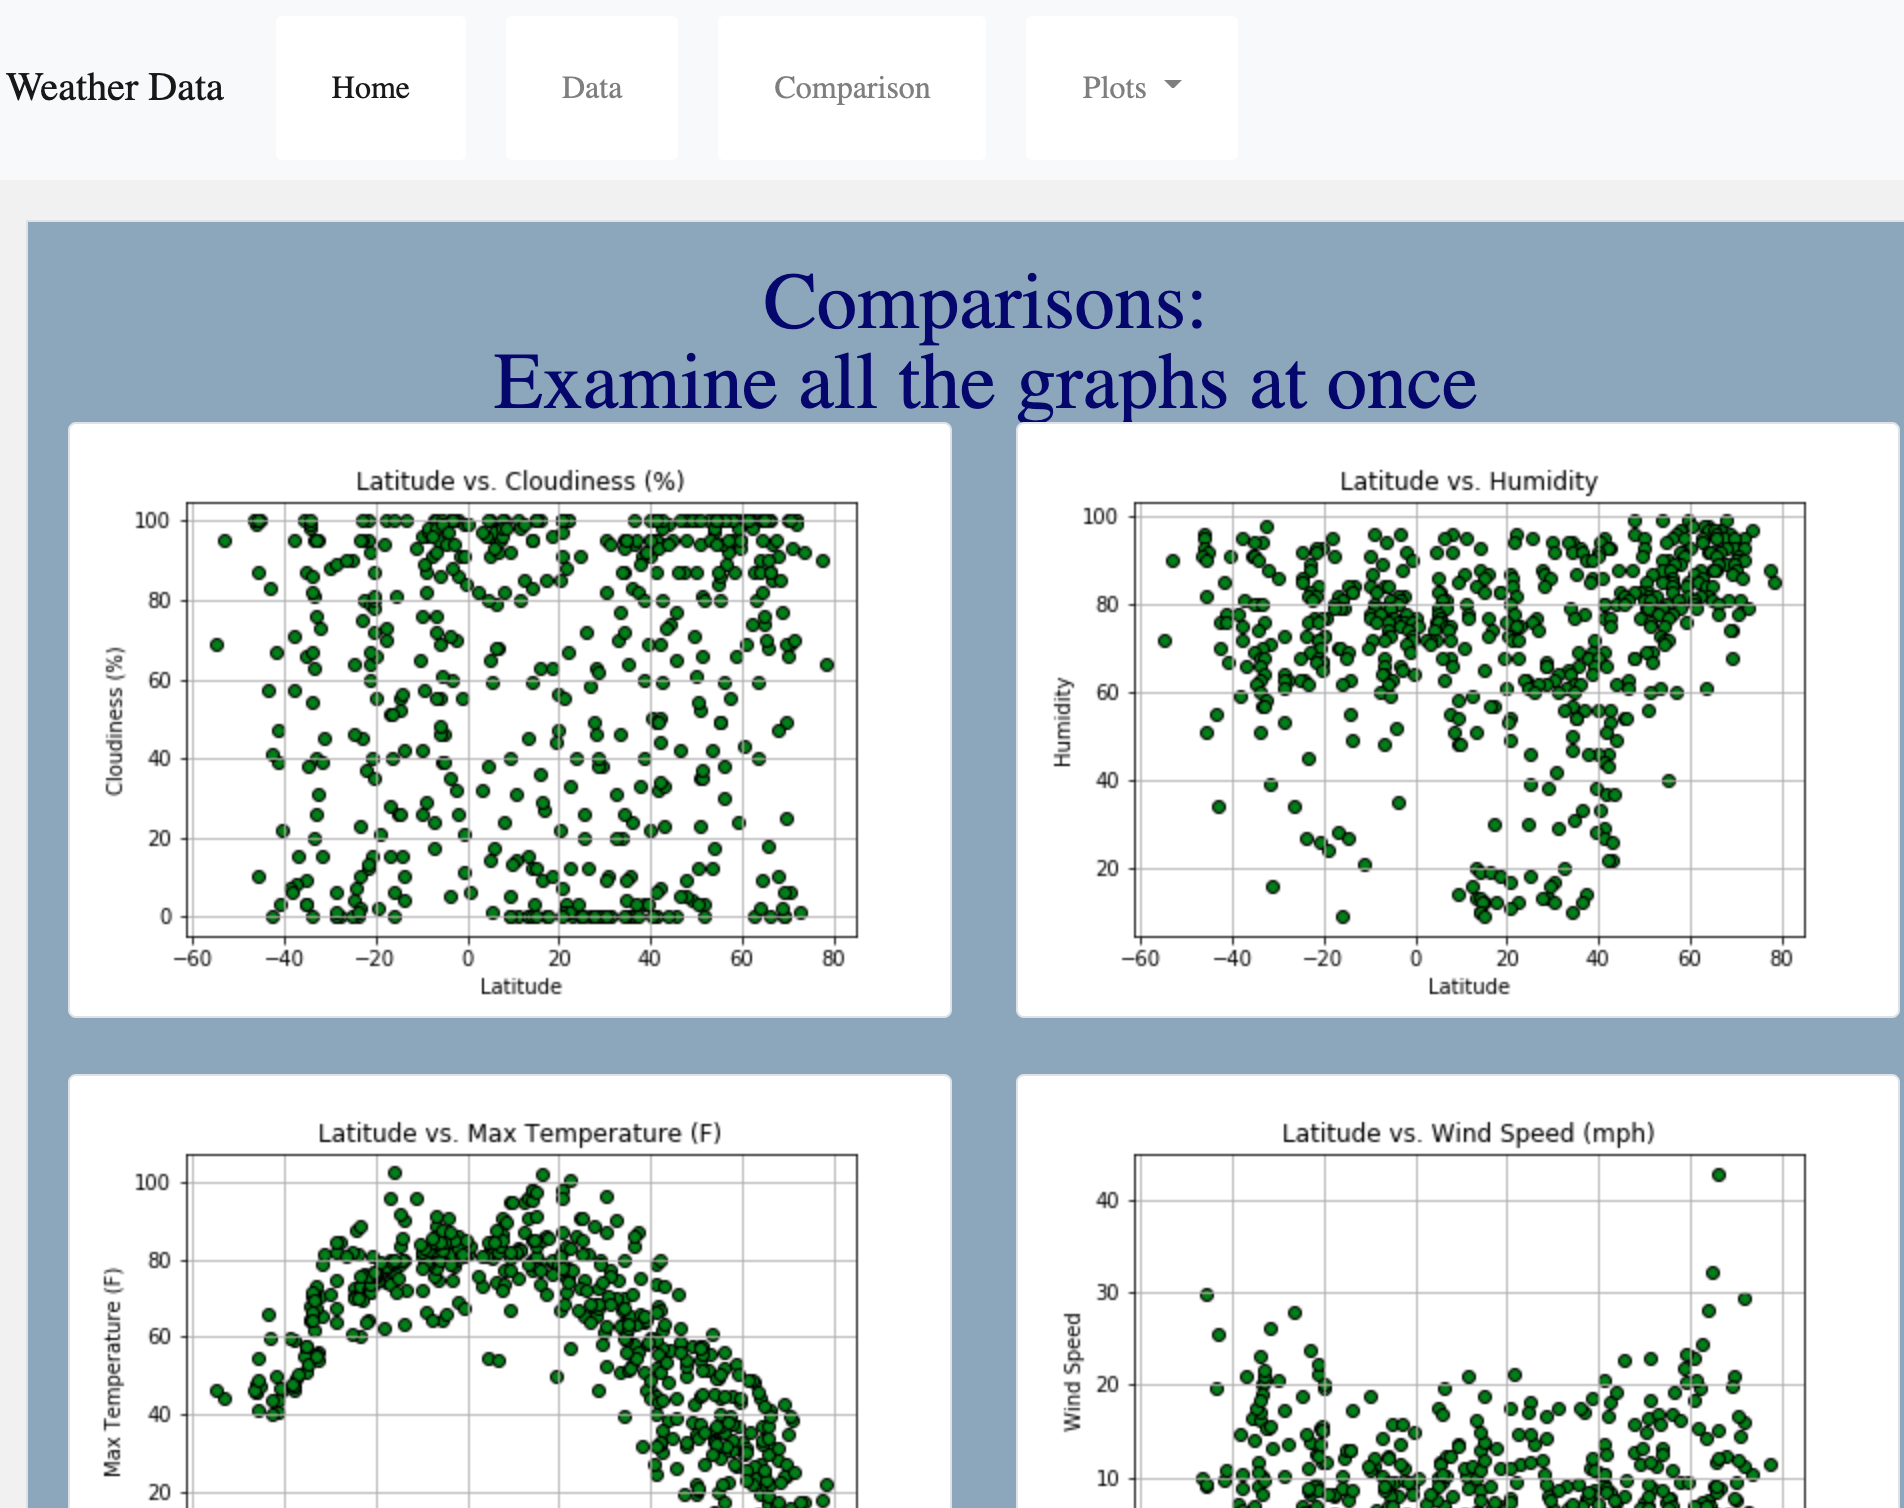 Weather Data
Home
Data
Comparison
Plots
Comparisons:
Examine all the graphs at once
Latitude vs. Cloudiness (%)
100
80
60
40
20
0
Cloudiness (%)
−60 −40 −20 0 20 40 60 80
Latitude
Latitude vs. Humidity
100
80
60
40
20
Humidity
−60 −40 −20 0 20 40 60 80
Latitude
Latitude vs. Max Temperature (F)
100
80
60
40
20
Max Temperature (F)
Latitude vs. Wind Speed (mph)
40
30
20
10
Wind Speed